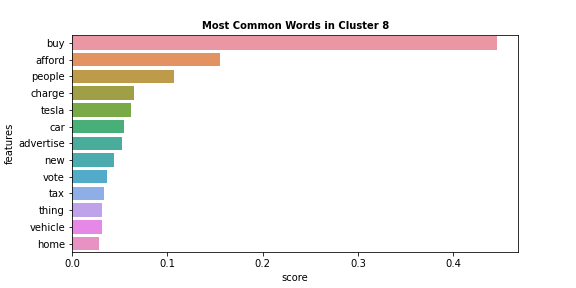 Most Common Words in Cluster 8
features
buy
afford
people
charge
tesla
car
advertise
new
vote
tax
thing
vehicle
home
0.0 0.1 0.2 0.3 0.4
score